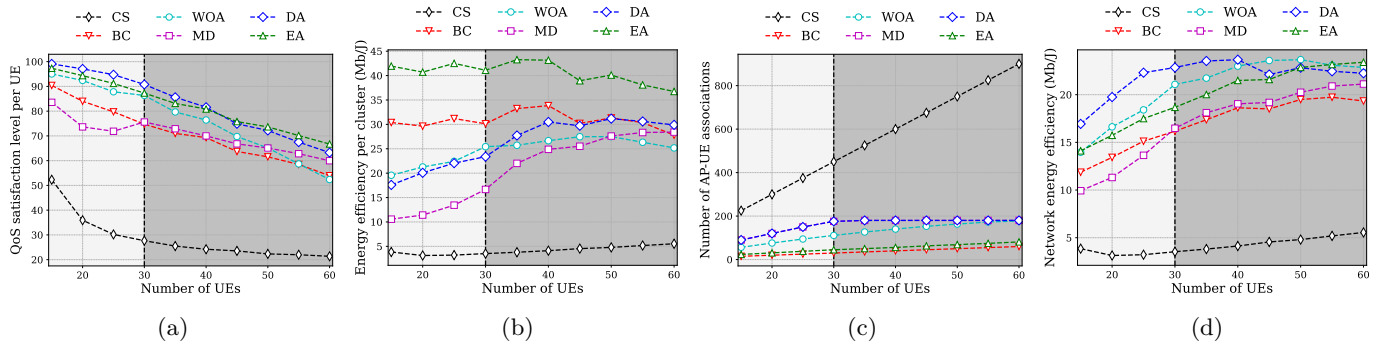 CS WOA DA
BC MD EA
QoS satisfaction level per UE
100
90
80
70
60
50
40
30
20
20 30 40 50 60
Number of UEs
(a)
CS WOA DA
BC MD EA
Energy efficiency per cluster (Mb/J)
45
40
35
30
25
20
15
10
5
20 30 40 50 60
Number of UEs
(b)
CS WOA DA
BC MD EA
Number of AP-UE associations
800
600
400
200
0
20 30 40 50 60
Number of UEs
(c)
CS WOA DA
BC MD EA
Network energy efficiency (Mb/J)
20
15
10
5
20 30 40 50 60
Number of UEs
(d)